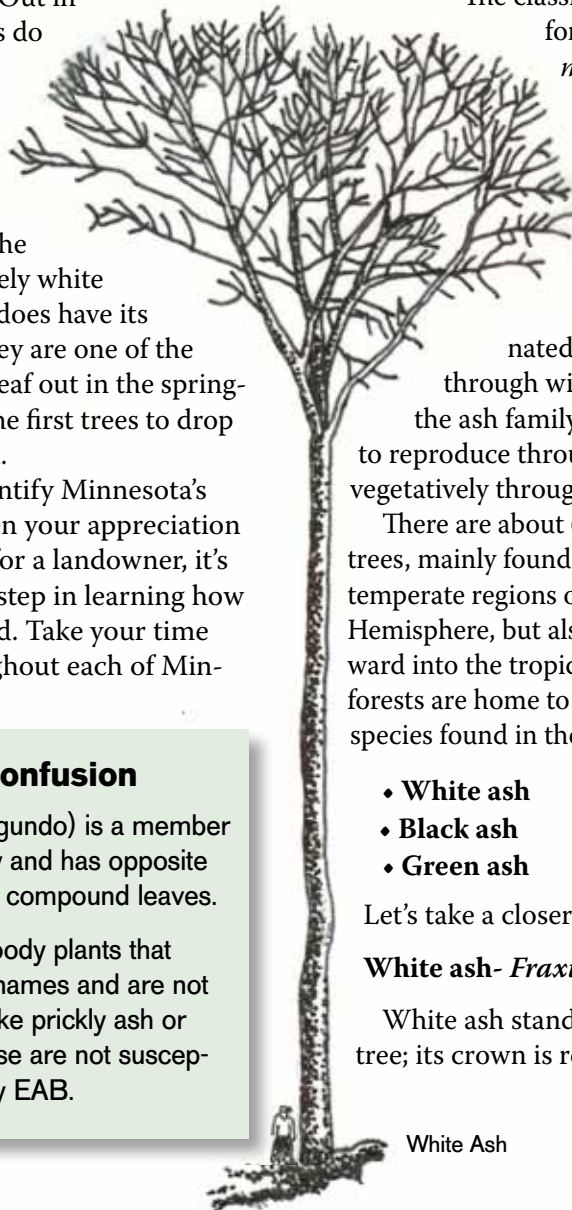 Out in
s do
he
ely white
does have its
ey are one of the
eaf out in the spring-
he first trees to drop
ntify Minnesota's
en your appreciation
for a landowner, it's
step in learning how
d. Take your time
ghout each of Min-
onfusion
gundo) is a member
y and has opposite
compound leaves.
oody plants that
names and are not
ke prickly ash or
se are not suscep-
y EAB.
The classi
for
nated
through wi
the ash family
to reproduce throu
vegetatively throug
There are about
trees, mainly found
temperate regions o
Hemisphere, but als
ward into the tropic
forests are home to
species found in the
• White ash
• Black ash
• Green ash
Let's take a closer
White ash- Fraxi
White ash stand
tree; its crown is r
White Ash